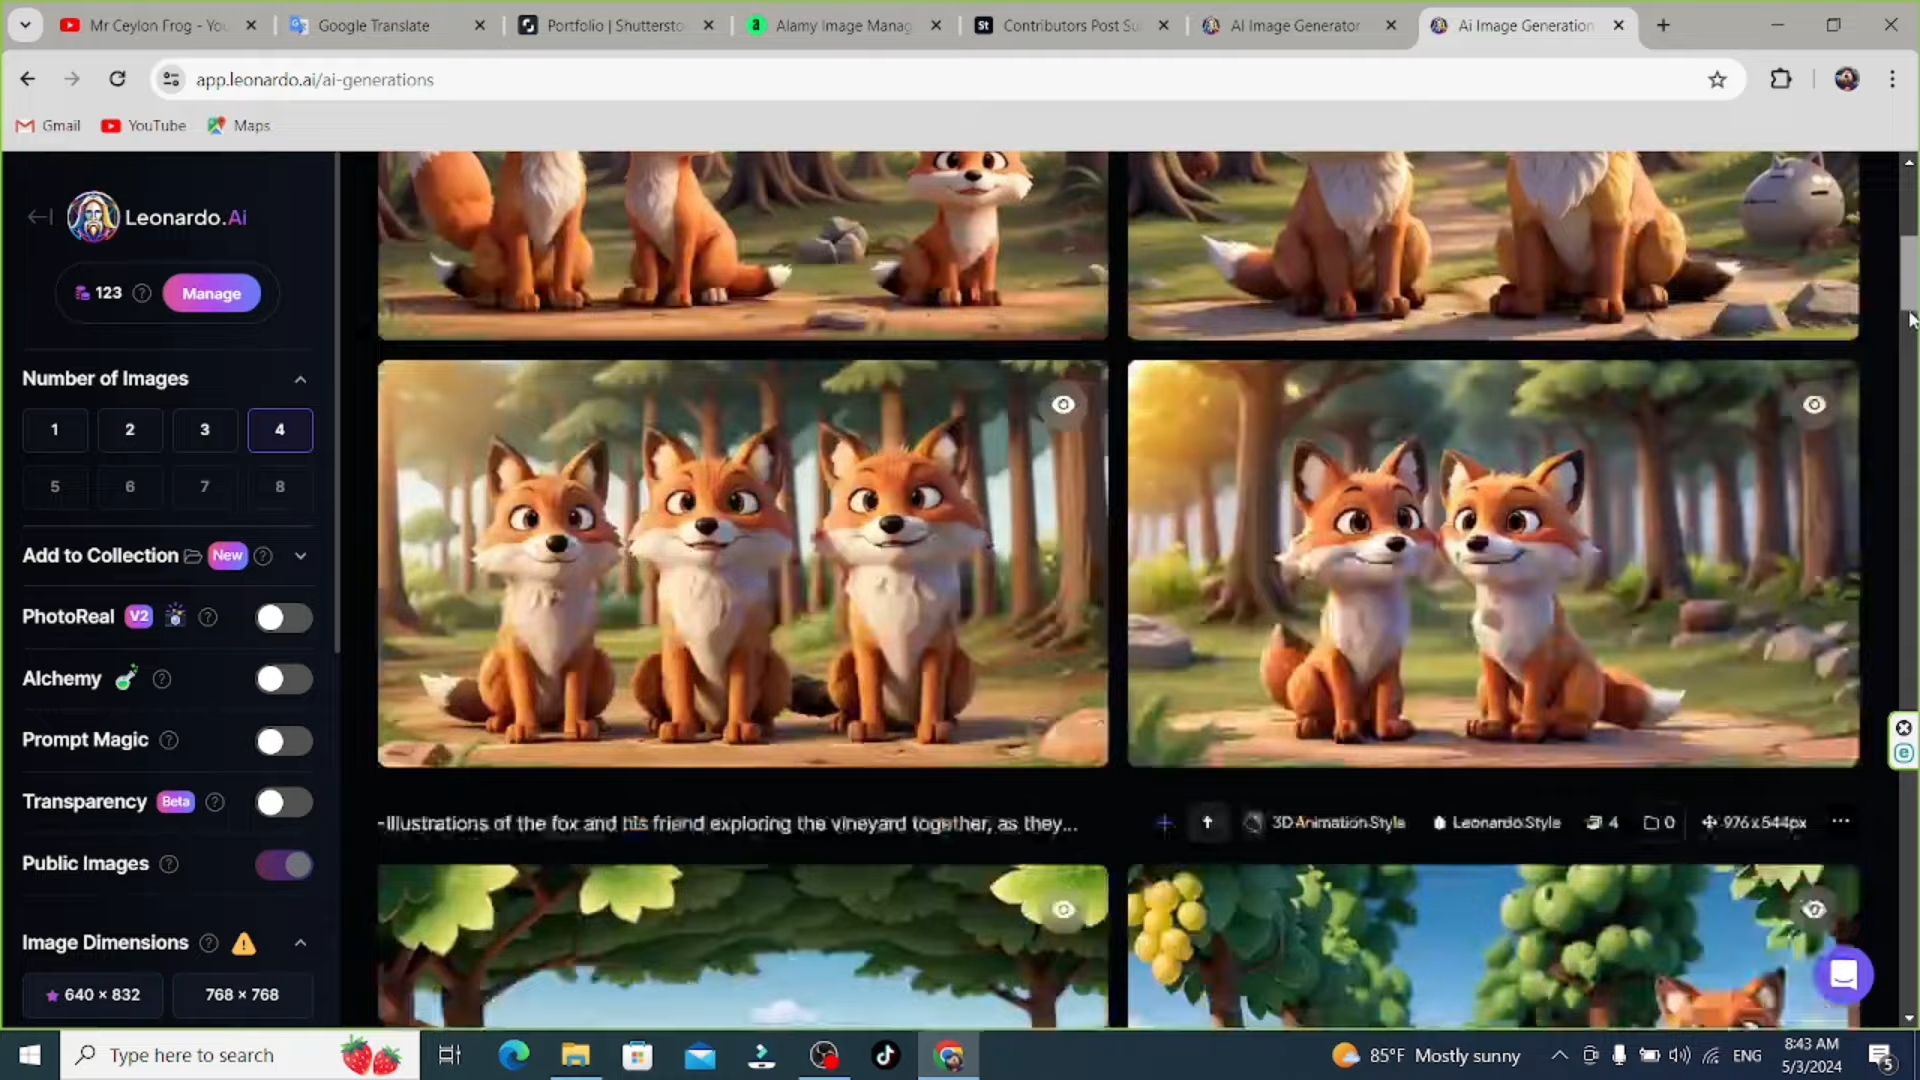 Mr Ceylon Frog - You
Google Translate
Portfolio | Shuttersto
Alamy Image Manag
Contributors Post Su
AI Image Generator
Ai Image Generation
app.leonardo.ai/ai-generations
Gmail
YouTube
Maps
Leonardo.Ai
123
Manage
Number of Images
1
2
3
4
5
6
7
8
Add to Collection
New
PhotoReal
V2
Alchemy
Prompt Magic
Transparency
Beta
Public Images
Image Dimensions
640 × 832
768 × 768
-Illustrations of the fox and his friend exploring the vineyard together, as they...
3D Animation Style
Leonardo Style
4
0
976 x 544px
Type here to search
85°F Mostly sunny
ENG
8:43 AM
5/3/2024
5